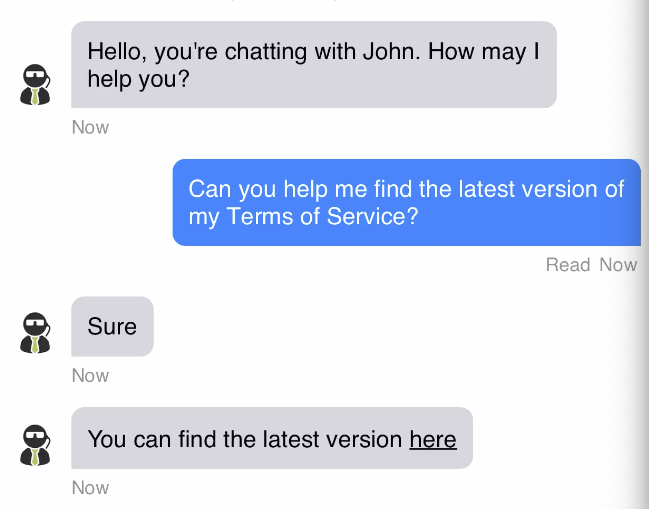 Hello, you're chatting with John. How may I
help you?
Now
Can you help me find the latest version of
my Terms of Service?
Read Now
Sure
Now
You can find the latest version here
Now